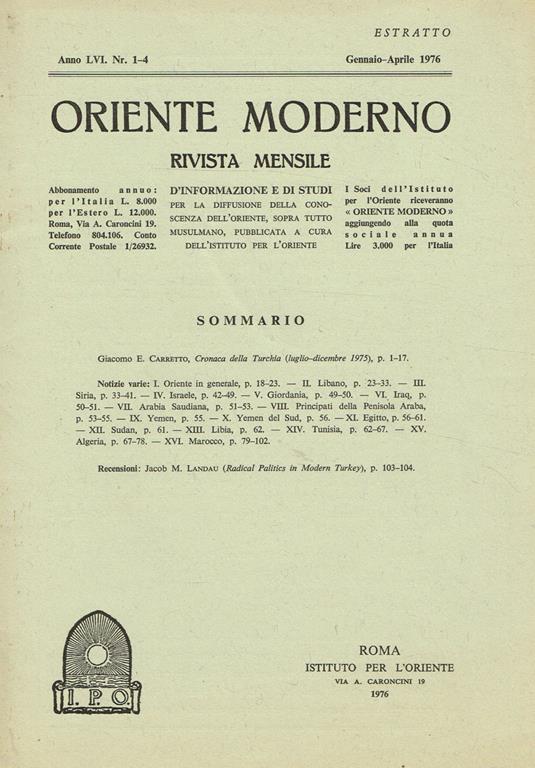 ESTRATTO
Anno LVI. Nr. 1-4 Gennaio-Aprile 1976
ORIENTE MODERNO
RIVISTA MENSILE
Abbonamento annuo:
per l'Italia L. 8.000
per l'Estero L. 12.000.
Roma, Via A. Caroncini 19.
Telefono 804.106. Conto
Corrente Postale 1/26932.
D'INFORMAZIONE E DI STUDI
PER LA DIFFUSIONE DELLA CONO-
SCENZA DELL'ORIENTE, SOPRA TUTTO
MUSULMANO, PUBBLICATA A CURA
DELL'ISTITUTO PER L'ORIENTE
I Soci dell'Istituto
per l'Oriente riceveranno
« ORIENTE MODERNO »
aggiungendo alla quota
sociale annua
Lire 3.000 per l'Italia
SOMMARIO
Giacomo E. CARRETTO, Cronaca della Turchia (luglio-dicembre 1975), p. 1-17.
Notizie varie: I. Oriente in generale, p. 18-23. — II. Libano, p. 23-33. — III.
Siria, p. 33-41. — IV. Israele, p. 42-49. — V. Giordania, p. 49-50. — VI. Iraq, p.
50-51. — VII. Arabia Saudiana, p. 51-53. — VIII. Principati della Penisola Araba,
p. 53-55. — IX. Yemen, p. 55. — X. Yemen del Sud, p. 56. —XI. Egitto, p. 56-61.
— XII. Sudan, p. 61. — XIII. Libia, p. 62. — XIV. Tunisia, p. 62-67. — XV.
Algeria, p. 67-78. — XVI. Marocco, p. 79-102.
Recensioni: Jacob M. LANDAU (Radical Palitics in Modern Turkey), p. 103-104.
I.P.O.
ROMA
ISTITUTO PER L'ORIENTE
VIA A. CARONCINI 19
1976